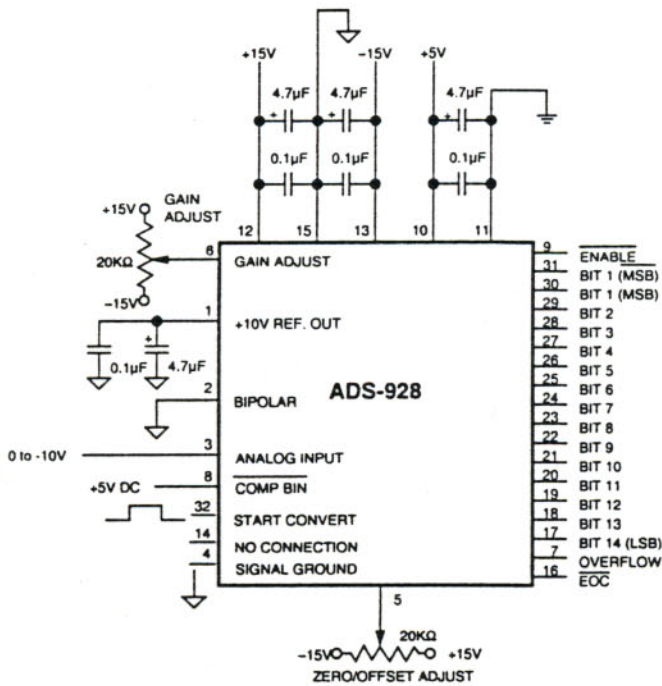 +15V
−15V
+5V
4.7µF
4.7µF
4.7µF
+
+
+
0.1µF
0.1µF
0.1µF
12
15
13
10
11
GAIN
ADJUST
+15V
20KΩ
−15V
6
GAIN ADJUST
1
+10V REF. OUT
+
0.1µF
4.7µF
2
BIPOLAR
ADS-928
0 to -10V
3
ANALOG INPUT
+5V DC
8
COMP BIN
32
START CONVERT
14
NO CONNECTION
4
SIGNAL GROUND
9
ENABLE
31
BIT 1 (MSB)
30
BIT 1 (MSB)
29
BIT 2
28
BIT 3
27
BIT 4
26
BIT 5
25
BIT 6
24
BIT 7
23
BIT 8
22
BIT 9
21
BIT 10
20
BIT 11
19
BIT 12
18
BIT 13
17
BIT 14 (LSB)
7
OVERFLOW
16
EOC
5
20KΩ
−15V
+15V
ZERO/OFFSET ADJUST